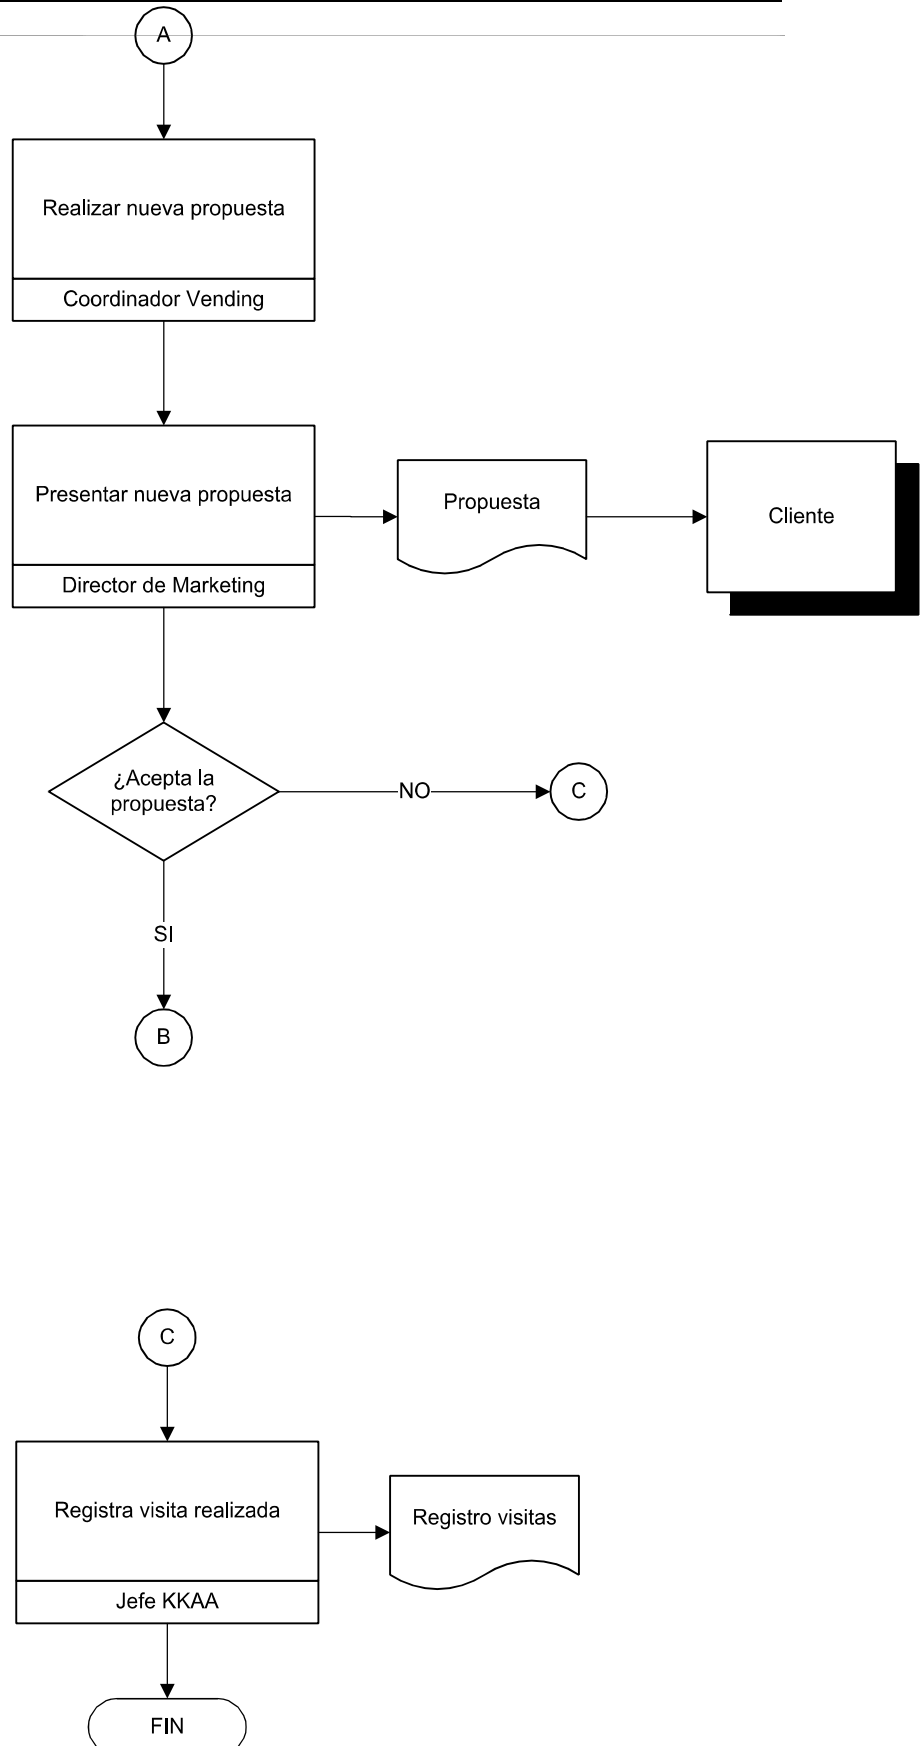 A
Realizar nueva propuesta
Coordinador Vending
Presentar nueva propuesta
Director de Marketing
Propuesta
Cliente
¿Acepta la
propuesta?
NO
C
SI
B
C
Registra visita realizada
Jefe KKAA
Registro visitas
FIN